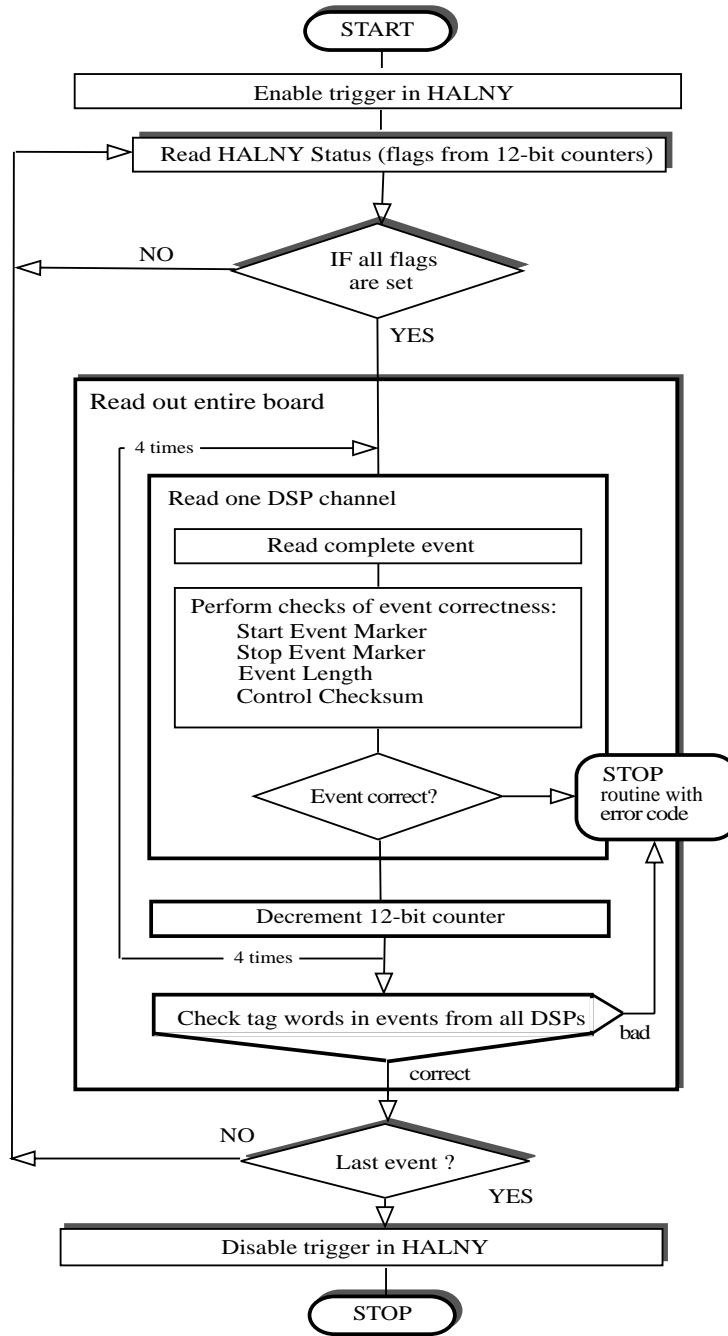 START
Enable trigger in HALNY
Read HALNY Status (flags from 12-bit counters)
NO
IF all flags
are set
YES
Read out entire board
4 times
Read one DSP channel
Read complete event
Perform checks of event correctness:
Start Event Marker
Stop Event Marker
Event Length
Control Checksum
Event correct?
STOP
routine with
error code
Decrement 12-bit counter
4 times
Check tag words in events from all DSPs
bad
correct
NO
Last event ?
YES
Disable trigger in HALNY
STOP